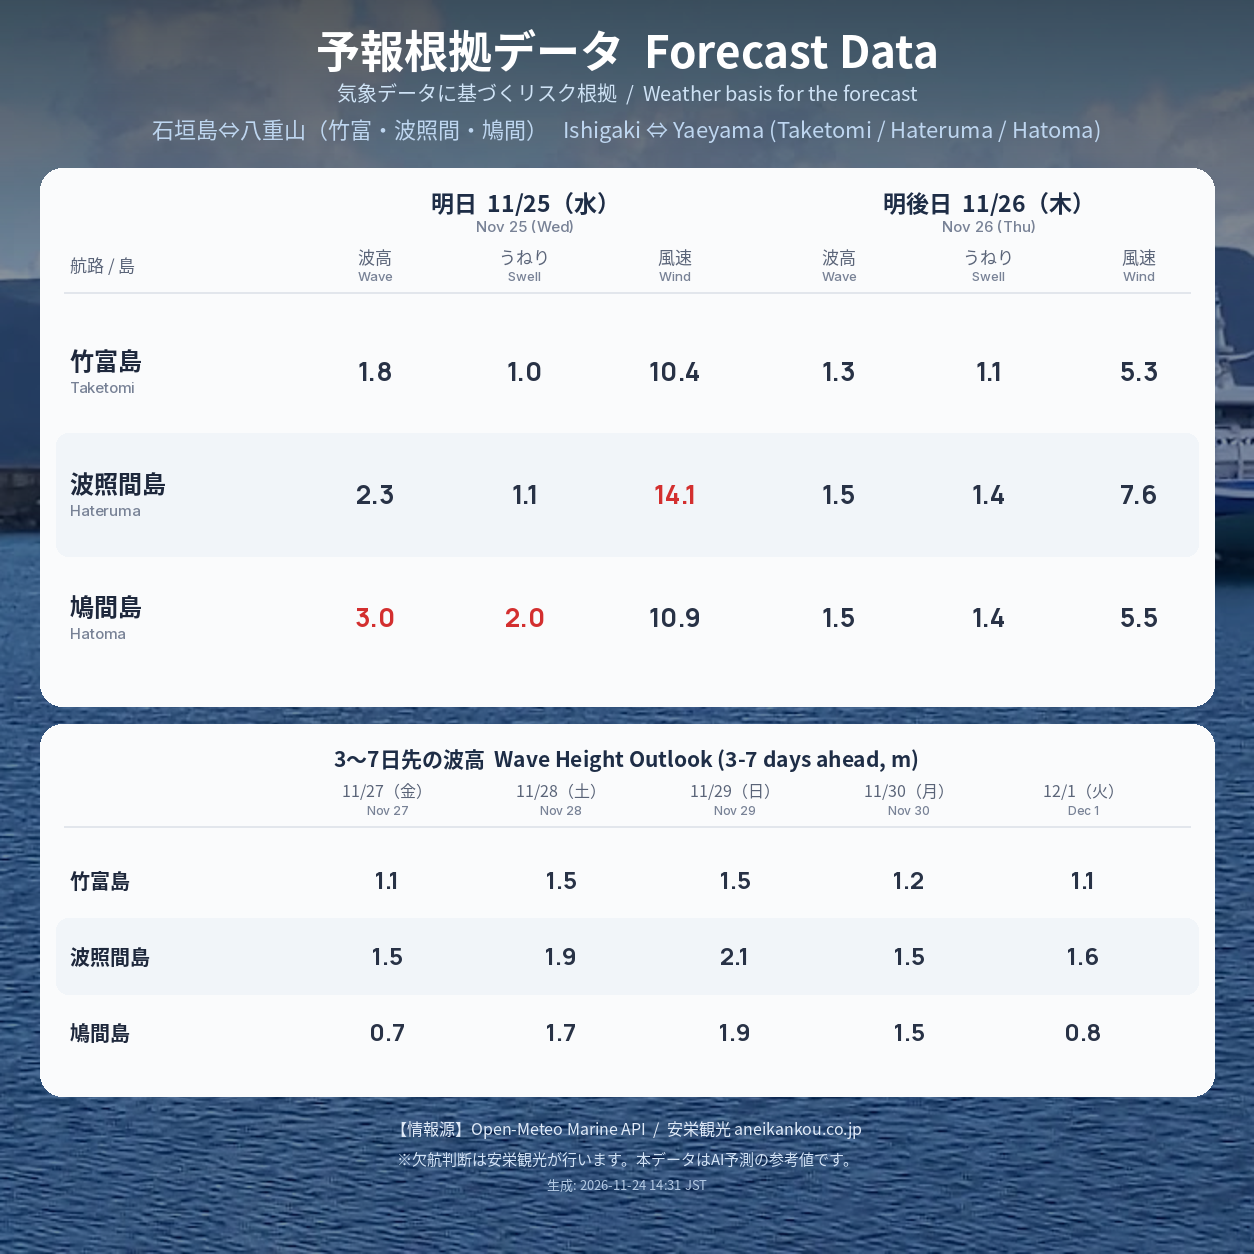 予報根拠データ Forecast Data
気象データに基づくリスク根拠 / Weather basis for the forecast
石垣島⇔八重山（竹富・波照間・鳩間） Ishigaki ⇔ Yaeyama (Taketomi / Hateruma / Hatoma)
明日 11/25（水） 明後日 11/26（木）
Nov 25 (Wed) Nov 26 (Thu)
航路 / 島 波高 うねり 風速 波高 うねり 風速
Wave Swell Wind Wave Swell Wind
竹富島 1.8 1.0 10.4 1.3 1.1 5.3
Taketomi
波照間島 2.3 1.1 14.1 1.5 1.4 7.6
Hateruma
鳩間島 3.0 2.0 10.9 1.5 1.4 5.5
Hatoma
3〜7日先の波高 Wave Height Outlook (3-7 days ahead, m)
11/27（金） 11/28（土） 11/29（日） 11/30（月） 12/1（火）
Nov 27 Nov 28 Nov 29 Nov 30 Dec 1
竹富島 1.1 1.5 1.5 1.2 1.1
波照間島 1.5 1.9 2.1 1.5 1.6
鳩間島 0.7 1.7 1.9 1.5 0.8
【情報源】Open-Meteo Marine API / 安栄観光 aneikankou.co.jp
※欠航判断は安栄観光が行います。本データはAI予測の参考値です。
生成: 2026-11-24 14:31 JST